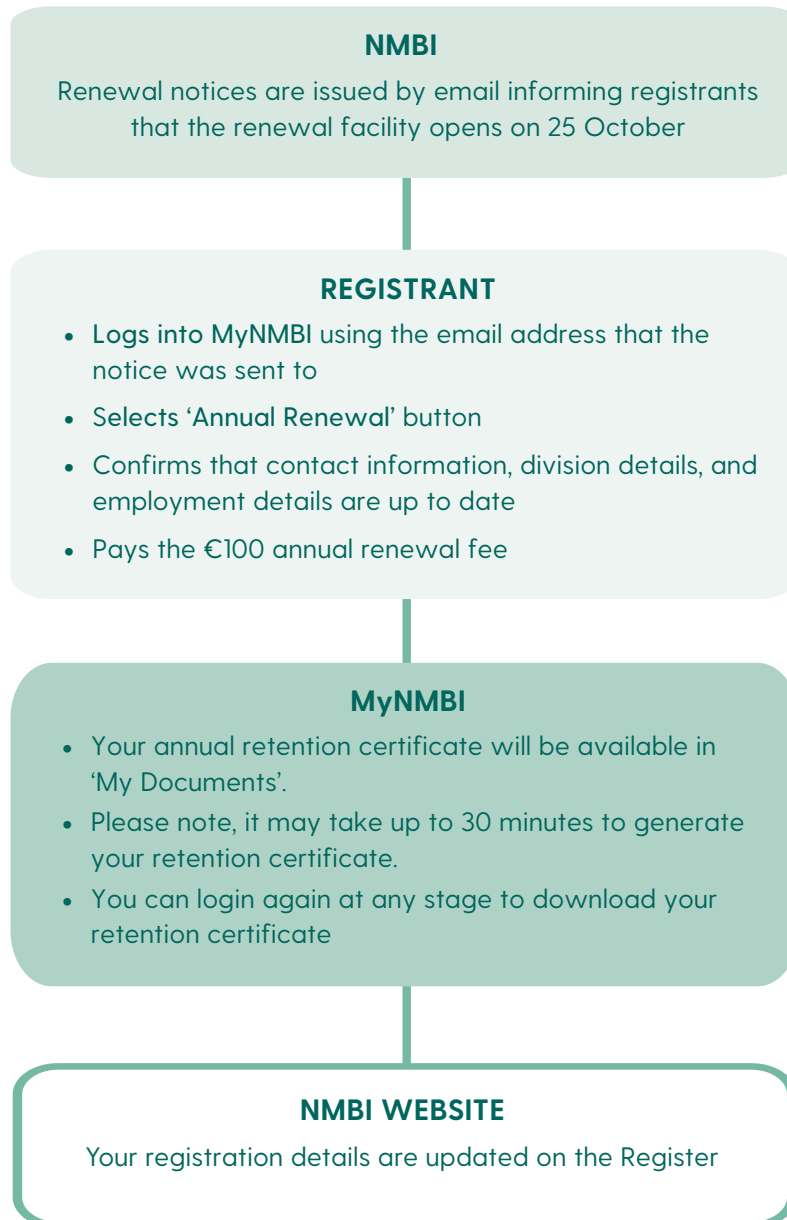 NMBI
Renewal notices are issued by email informing registrants
that the renewal facility opens on 25 October
REGISTRANT
• Logs into MyNMBI using the email address that the
notice was sent to
• Selects ‘Annual Renewal’ button
• Confirms that contact information, division details, and
employment details are up to date
• Pays the €100 annual renewal fee
MyNMBI
• Your annual retention certificate will be available in
‘My Documents’.
• Please note, it may take up to 30 minutes to generate
your retention certificate.
• You can login again at any stage to download your
retention certificate
NMBI WEBSITE
Your registration details are updated on the Register